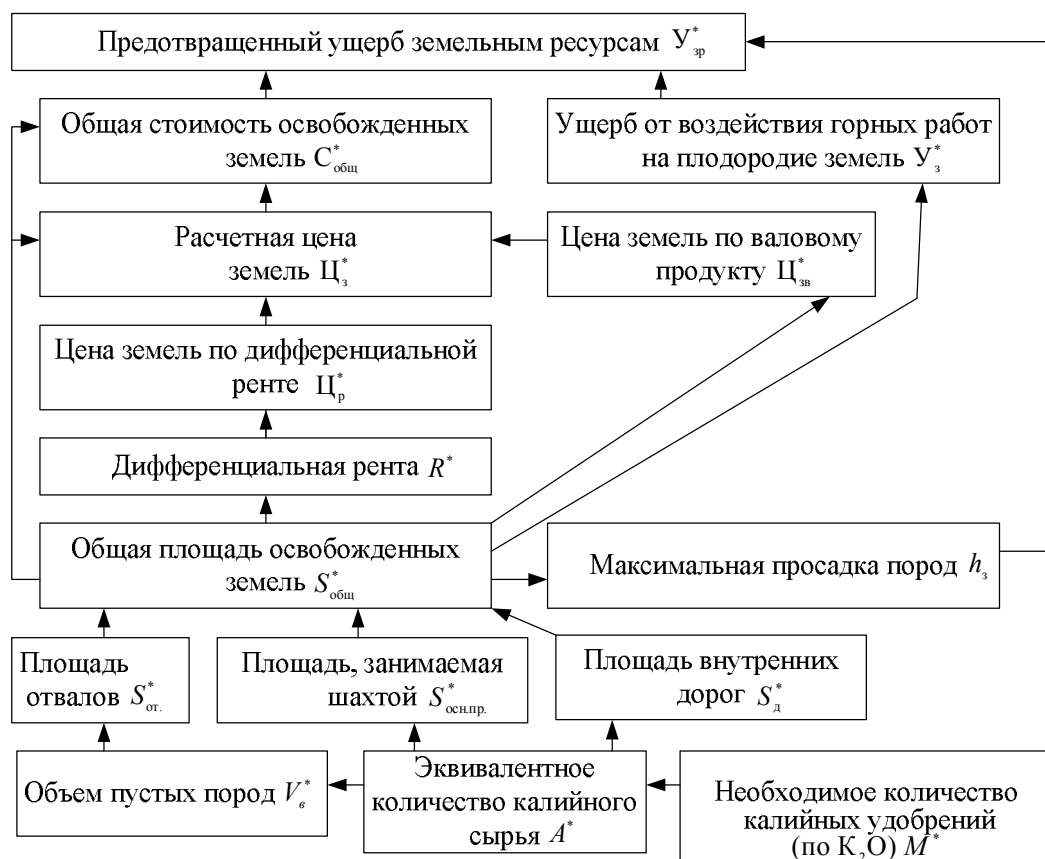 Предотвращенный ущерб земельным ресурсам У*зр
Общая стоимость освобожденных
земель С*общ
Ущерб от воздействия горных работ
на плодородие земель У*з
Расчетная цена
земель Ц*з
Цена земель по валовому
продукту Ц*зв
Цена земель по дифференциальной
ренте Ц*р
Дифференциальная рента R*
Общая площадь освобожденных
земель S*общ
Максимальная просадка пород hз
Площадь
отвалов S*от.
Площадь, занимаемая
шахтой S*осн.пр.
Площадь внутренних
дорог S*д
Объем пустых пород V*в
Эквивалентное
количество калийного
сырья A*
Необходимое количество
калийных удобрений
(по K2O) M*